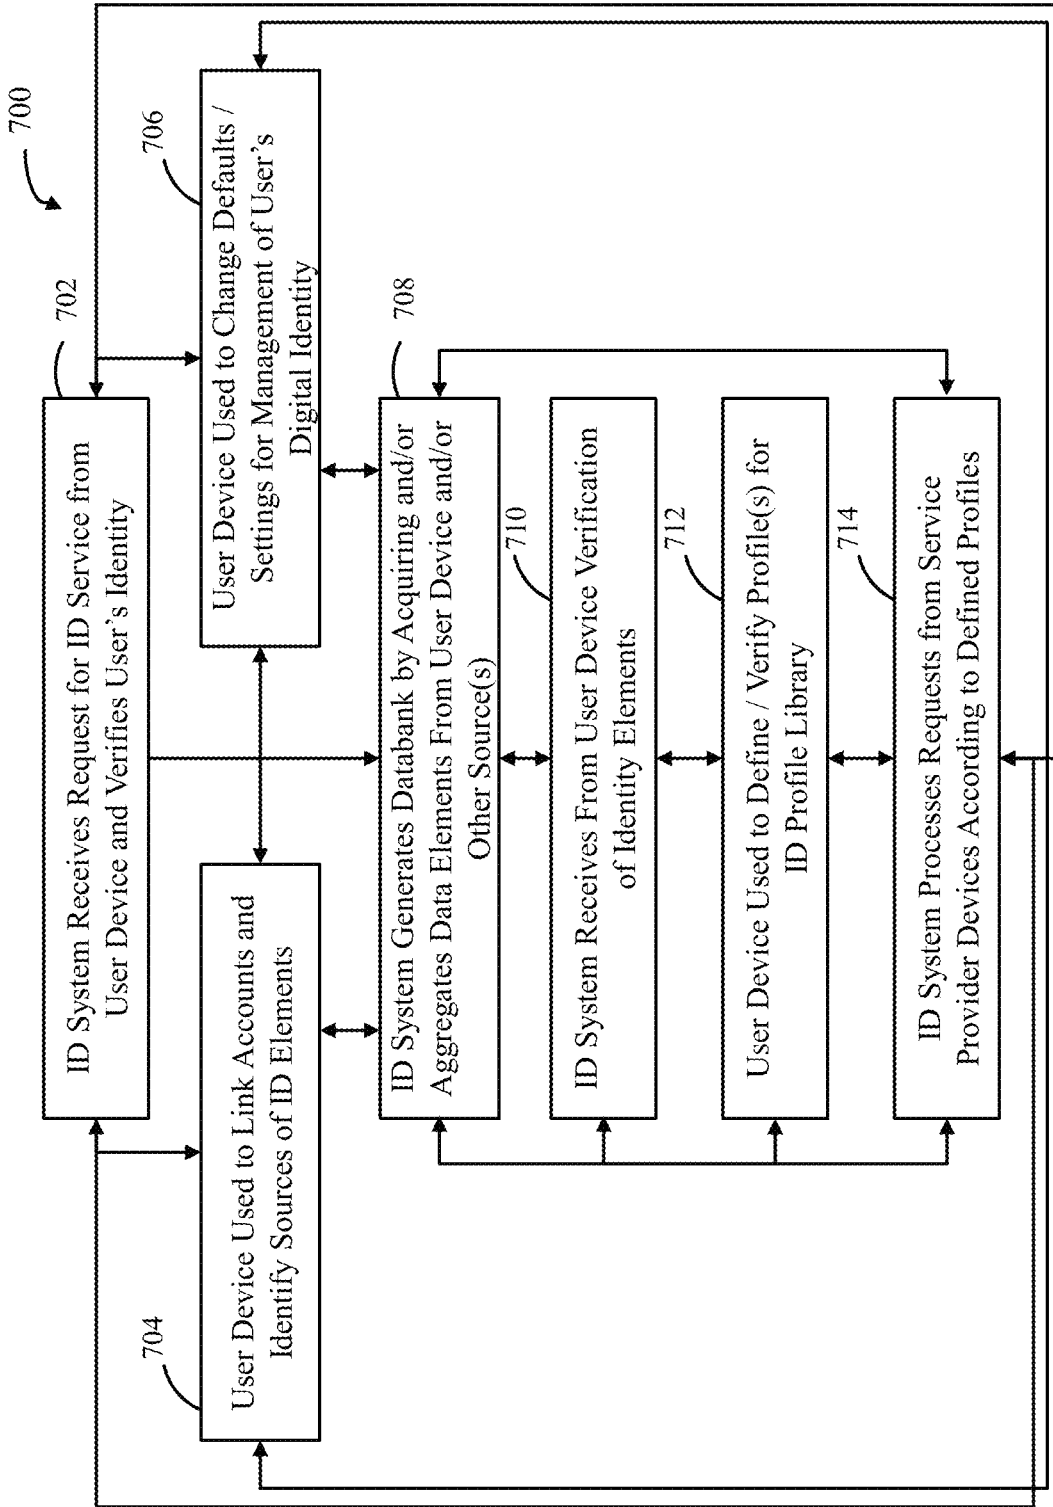 700
702
ID System Receives Request for ID Service from
User Device and Verifies User's Identity
704
User Device Used to Link Accounts and
Identify Sources of ID Elements
706
User Device Used to Change Defaults /
Settings for Management of User's
Digital Identity
708
ID System Generates Databank by Acquiring and/or
Aggregates Data Elements From User Device and/or
Other Source(s)
710
ID System Receives From User Device Verification
of Identity Elements
712
User Device Used to Define / Verify Profile(s) for
ID Profile Library
714
ID System Processes Requests from Service
Provider Devices According to Defined Profiles